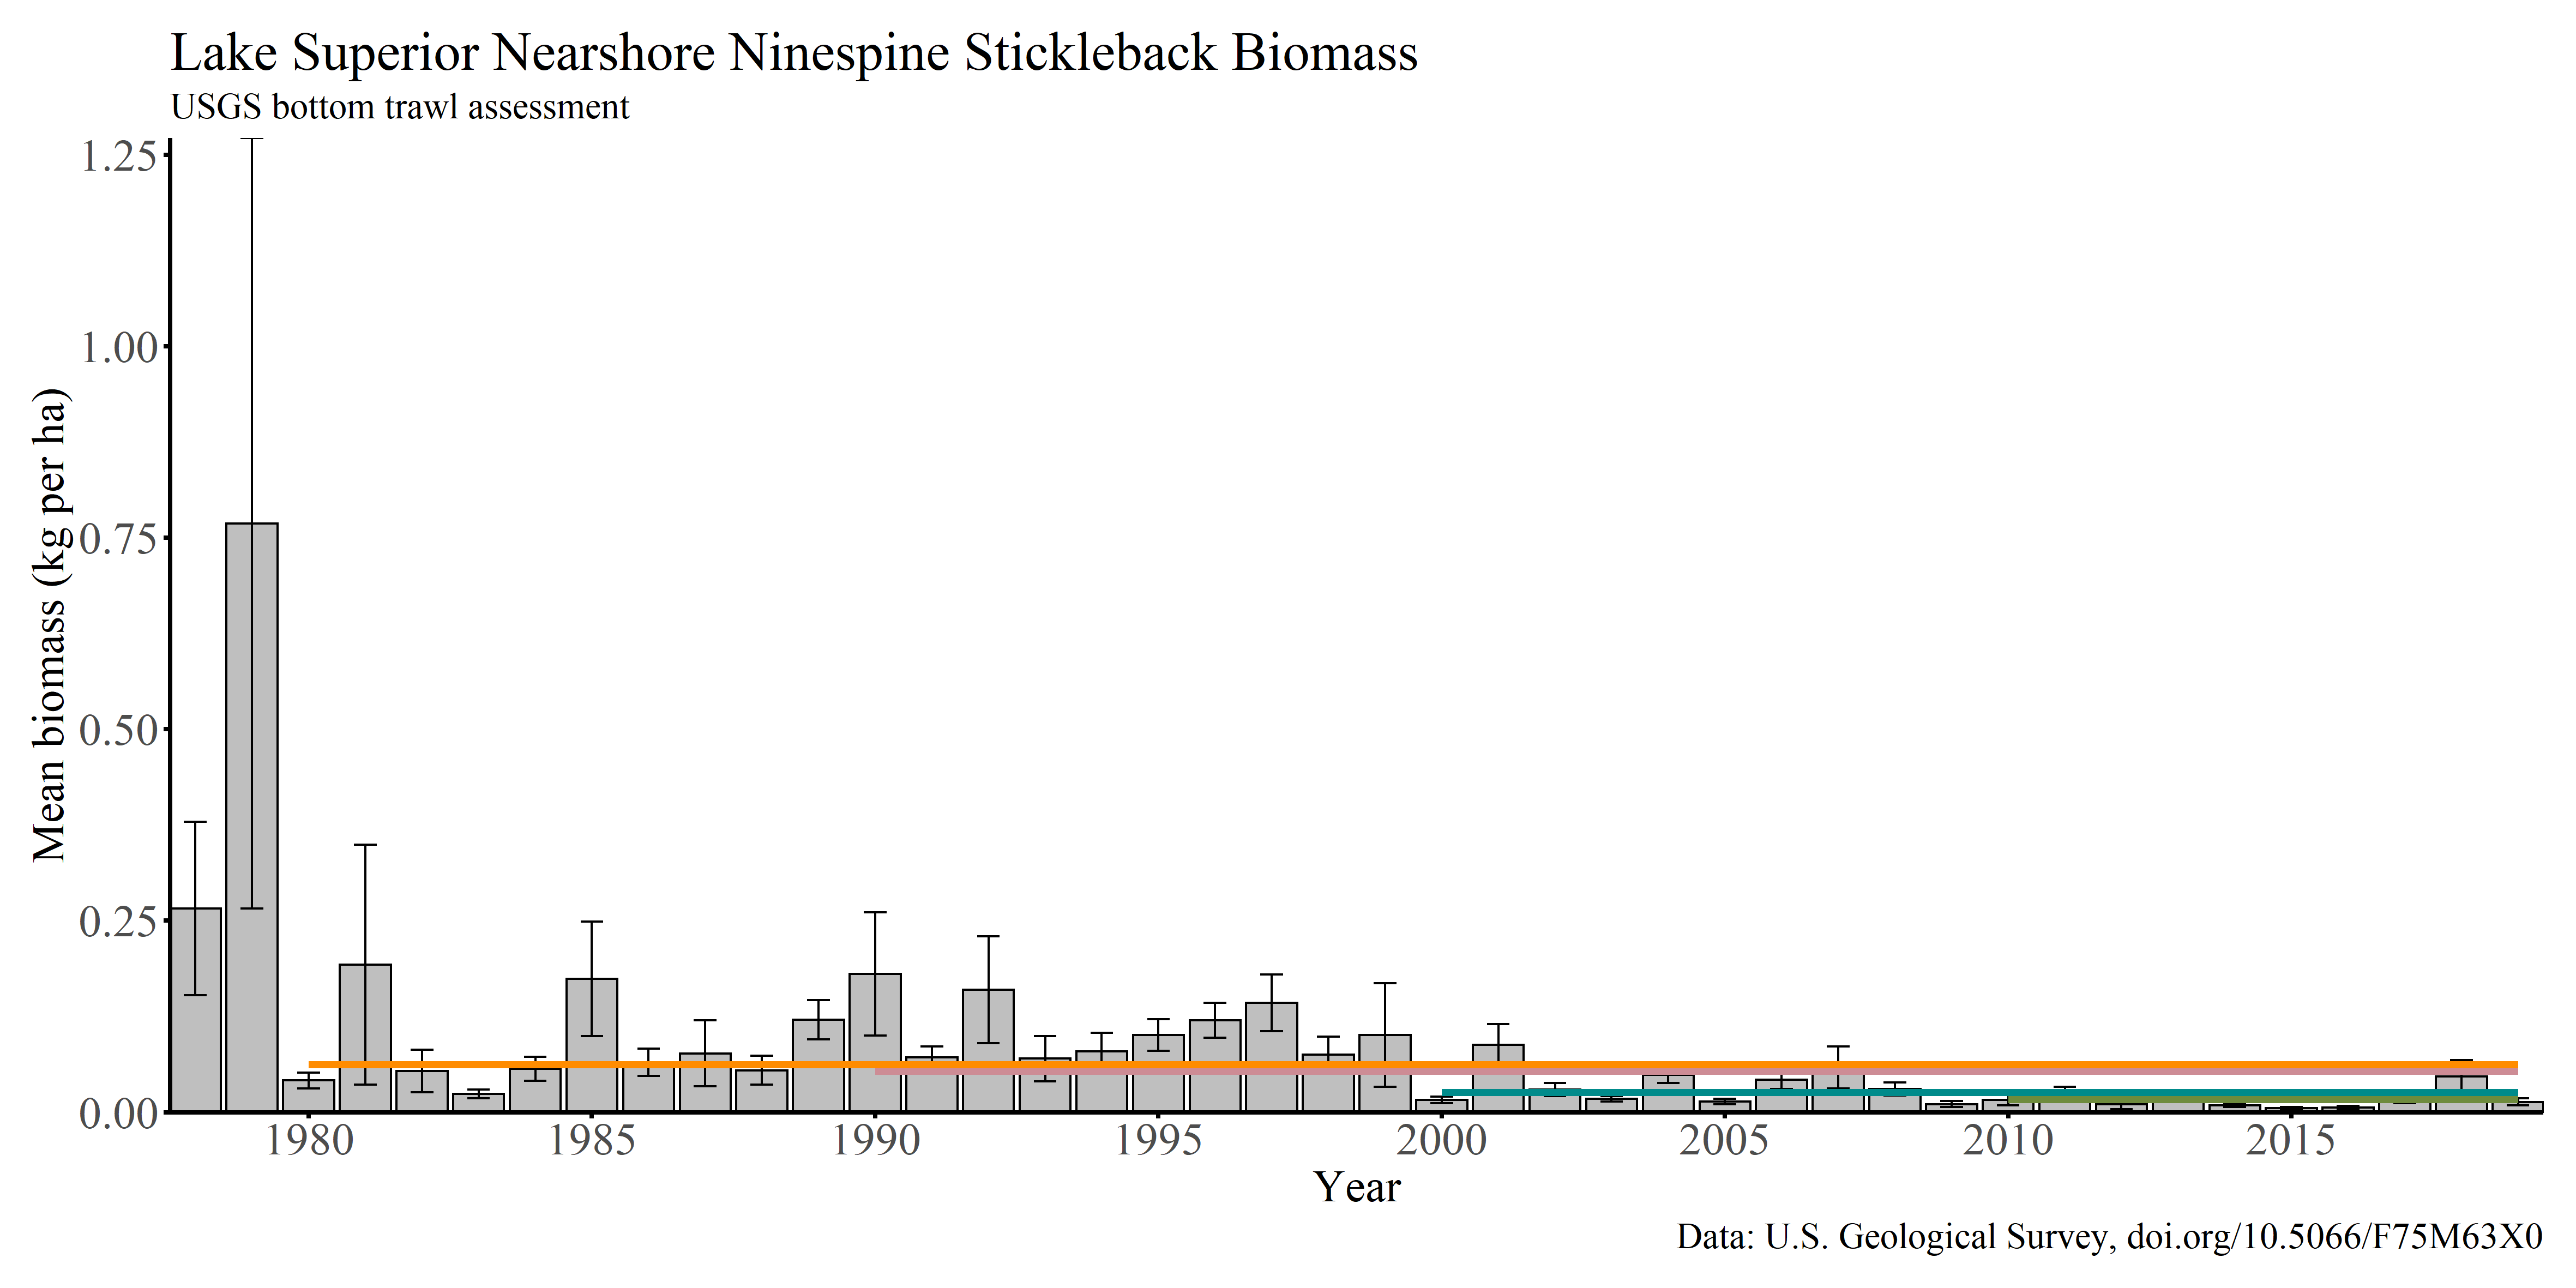 Lake Superior Nearshore Ninespine Stickleback Biomass
USGS bottom trawl assessment
Mean biomass (kg per ha)
1.25
1.00
0.75
0.50
0.25
0.00
1980 1985 1990 1995 2000 2005 2010 2015
Year
Data: U.S. Geological Survey, doi.org/10.5066/F75M63X0